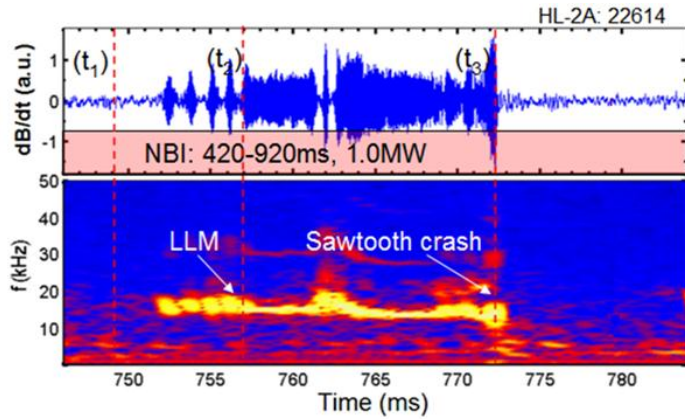 HL-2A: 22614
(t1) (t2) (t3)
dB/dt (a.u.)
1
0
-1
NBI: 420-920ms, 1.0MW
f (kHz)
50
40
30
20
10
LLM
Sawtooth crash
750 755 760 765 770 775 780
Time (ms)